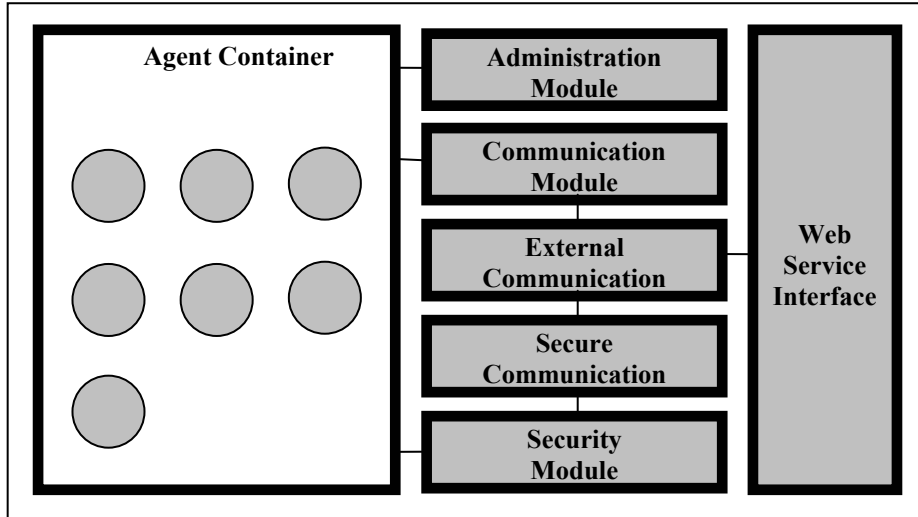 Agent Container
Administration
Module
Communication
Module
External
Communication
Secure
Communication
Security
Module
Web
Service
Interface